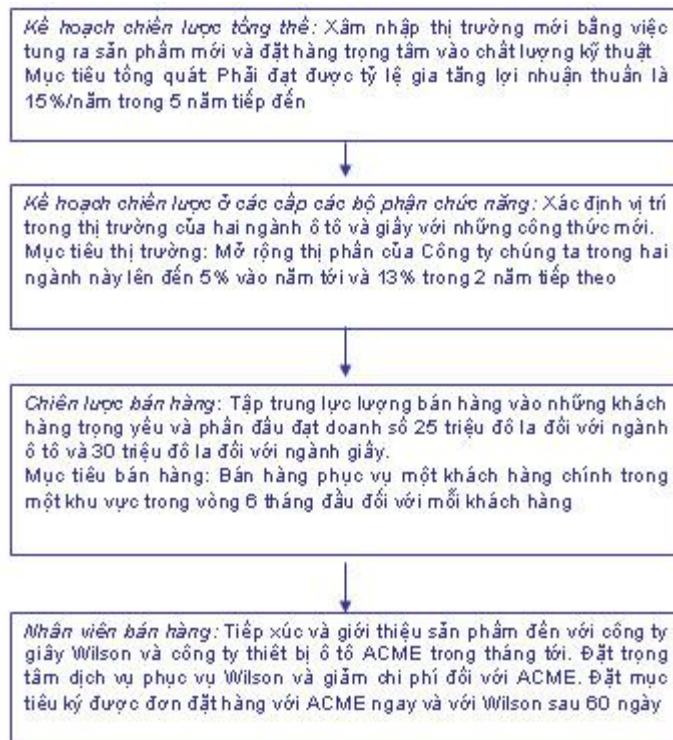 Kế hoạch chiến lược tổng thể: Xâm nhập thị trường mới bằng việc
tung ra sản phẩm mới và đặt hàng trọng tâm vào chất lượng kỹ thuật
Mục tiêu tổng quát: Phải đạt được tỷ lệ gia tăng lợi nhuận thuần là
15%/năm trong 5 năm tiếp đến
Kế hoạch chiến lược ở các cấp các bộ phận chức năng: Xác định vị trí
trong thị trường của hai ngành ô tô và giấy với những công thức mới.
Mục tiêu thị trường: Mở rộng thị phần của Công ty chúng ta trong hai
ngành này lên đến 5% vào năm tới và 13% trong 2 năm tiếp theo
Chiến lược bán hàng: Tập trung lực lượng bán hàng vào những khách
hàng trọng yếu và phấn đấu đạt doanh số 25 triệu đô la đối với ngành
ô tô và 30 triệu đô la đối với ngành giấy.
Mục tiêu bán hàng: Bán hàng phục vụ một khách hàng chính trong
một khu vực trong vòng 6 tháng đầu đối với mỗi khách hàng
Nhân viên bán hàng: Tiếp xúc và giới thiệu sản phẩm đến với công ty
giấy Wilson và công ty thiết bị ô tô ACME trong tháng tới. Đặt trọng
tâm dịch vụ phục vụ Wilson và giảm chi phí đối với ACME. Đặt mục
tiêu ký được đơn đặt hàng với ACME ngay và với Wilson sau 60 ngày